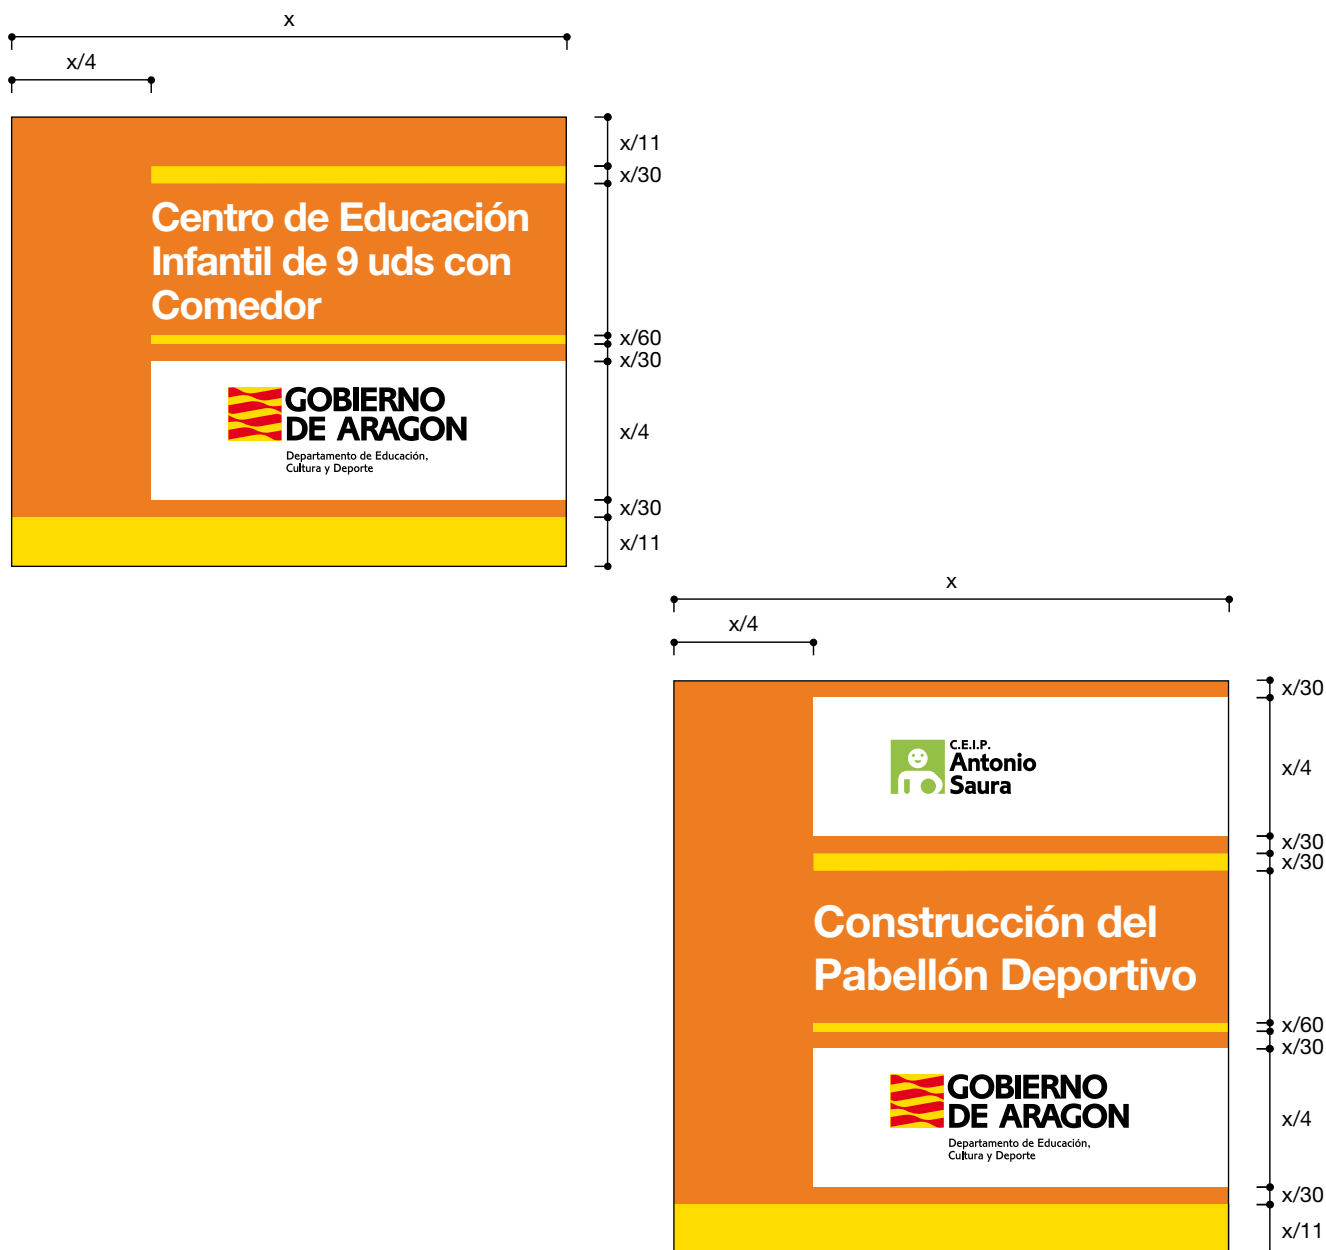 x
x/4
x/11
x/30
Centro de Educación
Infantil de 9 uds con
Comedor
x/60
x/30
GOBIERNO
DE ARAGON
Departamento de Educación,
Cultura y Deporte
x/4
x/30
x/11
x
x/4
x/30
C.E.I.P.
Antonio
Saura
x/4
x/30
x/30
Construcción del
Pabellón Deportivo
x/60
x/30
GOBIERNO
DE ARAGON
Departamento de Educación,
Cultura y Deporte
x/4
x/30
x/11